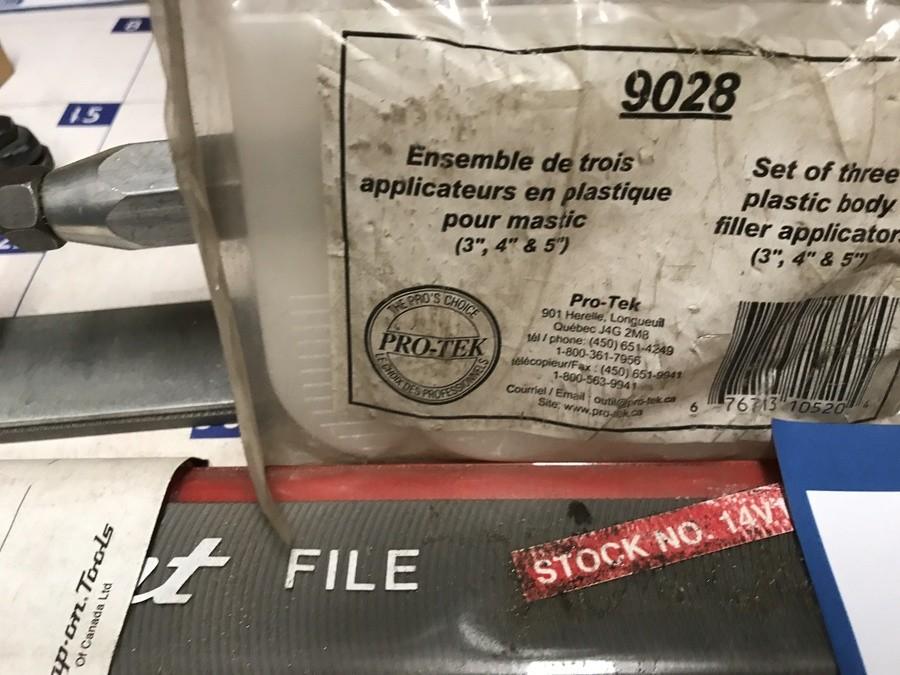 8
15
9028
Ensemble de trois
applicateurs en plastique
pour mastic
(3", 4" & 5")
Set of three
plastic body
filler applicator
(3", 4" & 5")
THE PRO'S CHOICE
PRO-TEK
LE CHOIX DES PROFESSIONNELS
Pro-Tek
901 Herelle, Longueuil
Québec J4G 2M8
tél / phone: (450) 651-4249
1-800-361-7956
télécopieur/Fax : (450) 651-9941
1-800-563-9941
Courriel / Email : outil@pro-tek.ca
Site: www.pro-tek.ca
6 76713 10520 4
FILE
STOCK NO. 14V1
ap-on Tools
Of Canada Ltd